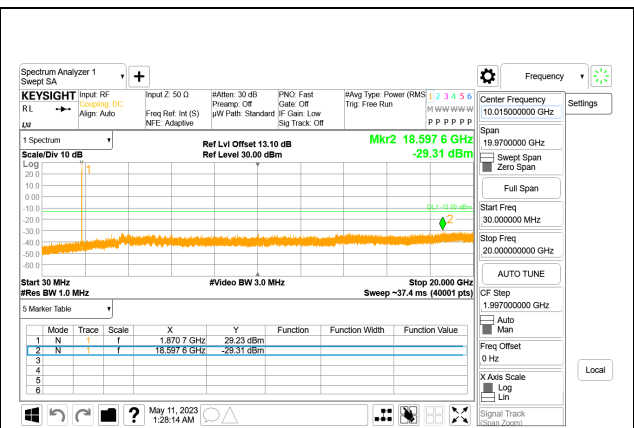 Spectrum Analyzer 1
Swept SA
+
Frequency
KEYSIGHT
Input: RF
Input Z: 50 Ω
#Atten: 30 dB
PNO: Fast
#Avg Type: Power (RMS
1 2 3 4 5 6
RL
Coupling: DC
Preamp: Off
Gate: Off
Trig: Free Run
M W W W W W
Align: Auto
Freq Ref: Int (S)
µW Path: Standard
IF Gain: Low
NFE: Adaptive
Sig Track: Off
P P P P P P
LXI
1 Spectrum
Ref Lvl Offset 13.10 dB
Mkr2 18.597 6 GHz
Scale/Div 10 dB
Ref Level 30.00 dBm
-29.31 dBm
Log
1
20.0
10.0
0.00
-10.0
DL1 -13.00 dBm
-20.0
2
-30.0
-40.0
-50.0
-60.0
Start 30 MHz
#Video BW 3.0 MHz
Stop 20.000 GHz
#Res BW 1.0 MHz
Sweep ~37.4 ms (40001 pts)
5 Marker Table
Mode Trace Scale X Y Function Function Width Function Value
1 N 1 f 1.870 7 GHz 29.23 dBm
2 N 1 f 18.597 6 GHz -29.31 dBm
3
4
5
6
?
May 11, 2023
1:28:14 AM
Center Frequency
10.015000000 GHz
Settings
Span
19.9700000 GHz
Swept Span
Zero Span
Full Span
Start Freq
30.000000 MHz
Stop Freq
20.000000000 GHz
AUTO TUNE
CF Step
1.997000000 GHz
Auto
Man
Freq Offset
0 Hz
Local
X Axis Scale
Log
Lin
Signal Track
(Span Zoom)